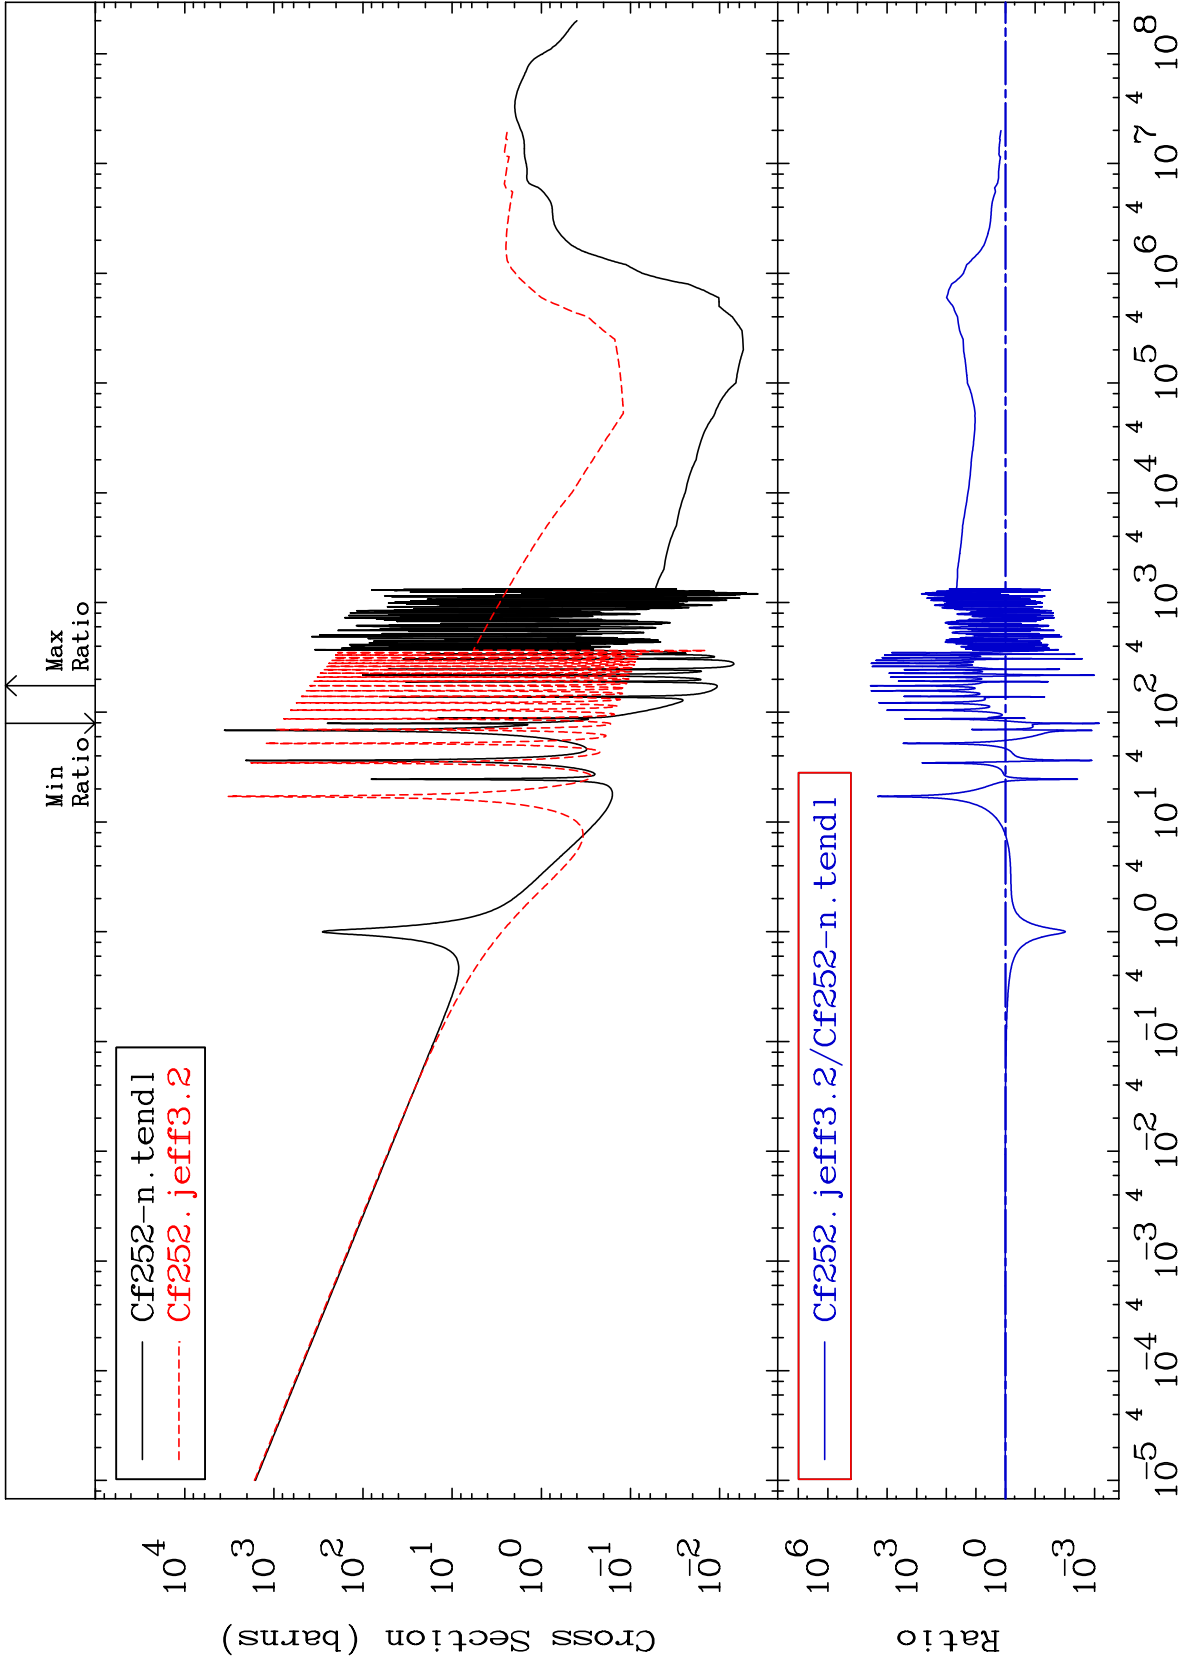 Min
Ratio
Max
Ratio
Cf252-n.tendl
Cf252.jeff3.2
Cross Section (barns)
10^4
10^3
10^2
10^1
10^0
10^-1
10^-2
Cf252.jeff3.2/Cf252-n.tendl
Ratio
10^6
10^3
10^0
10^-3
10^-5 4 10^-4 4 10^-3 4 10^-2 4 10^-1 4 10^0 4 10^1 4 10^2 4 10^3 4 10^4 4 10^5 4 10^6 4 10^7 4 10^8